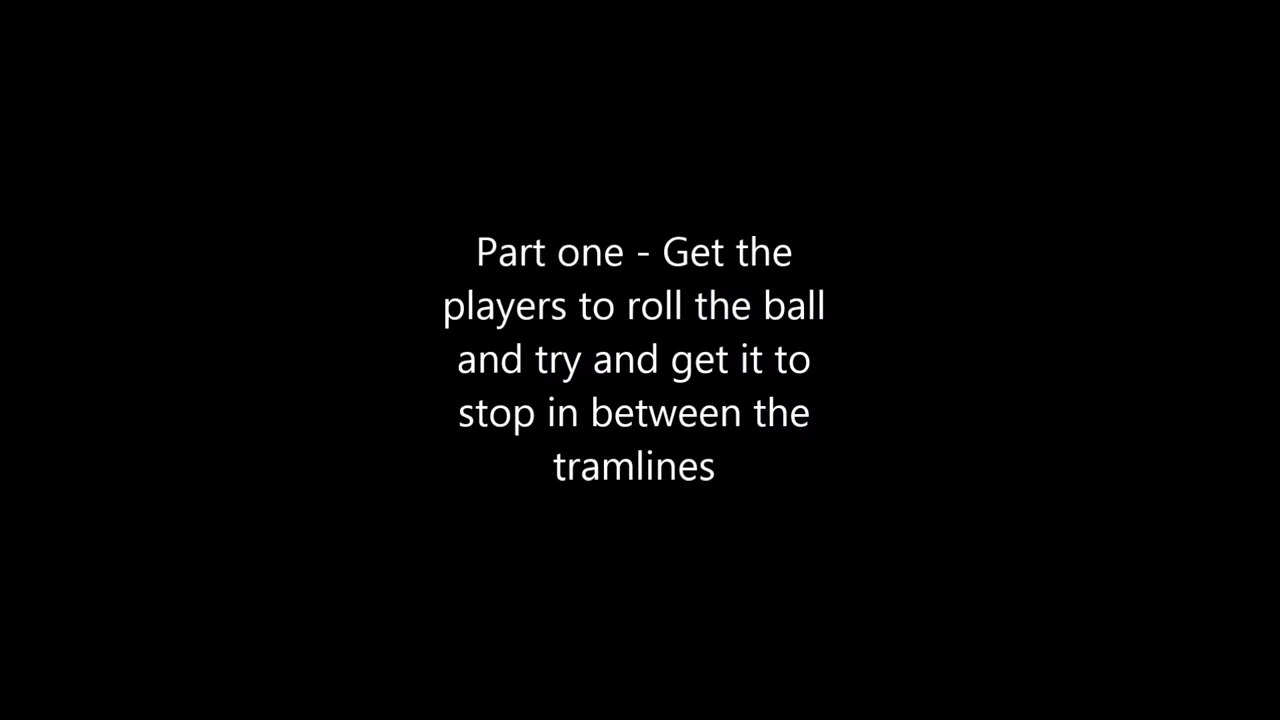 Part one - Get the
players to roll the ball
and try and get it to
stop in between the
tramlines